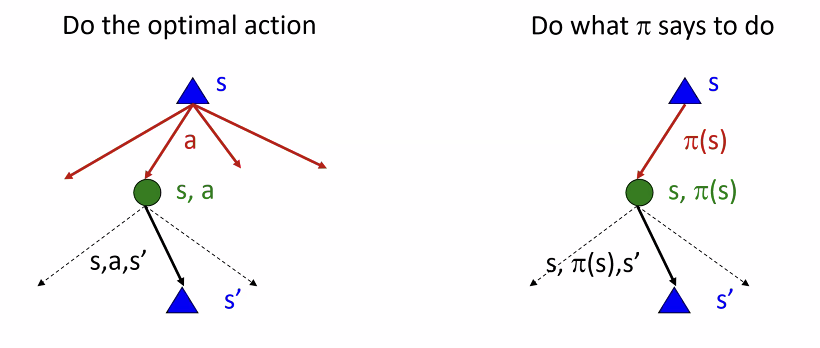 Do the optimal action
s
a
s, a
s,a,s’
s’
Do what π says to do
s
π(s)
s, π(s)
s, π(s),s’
s’